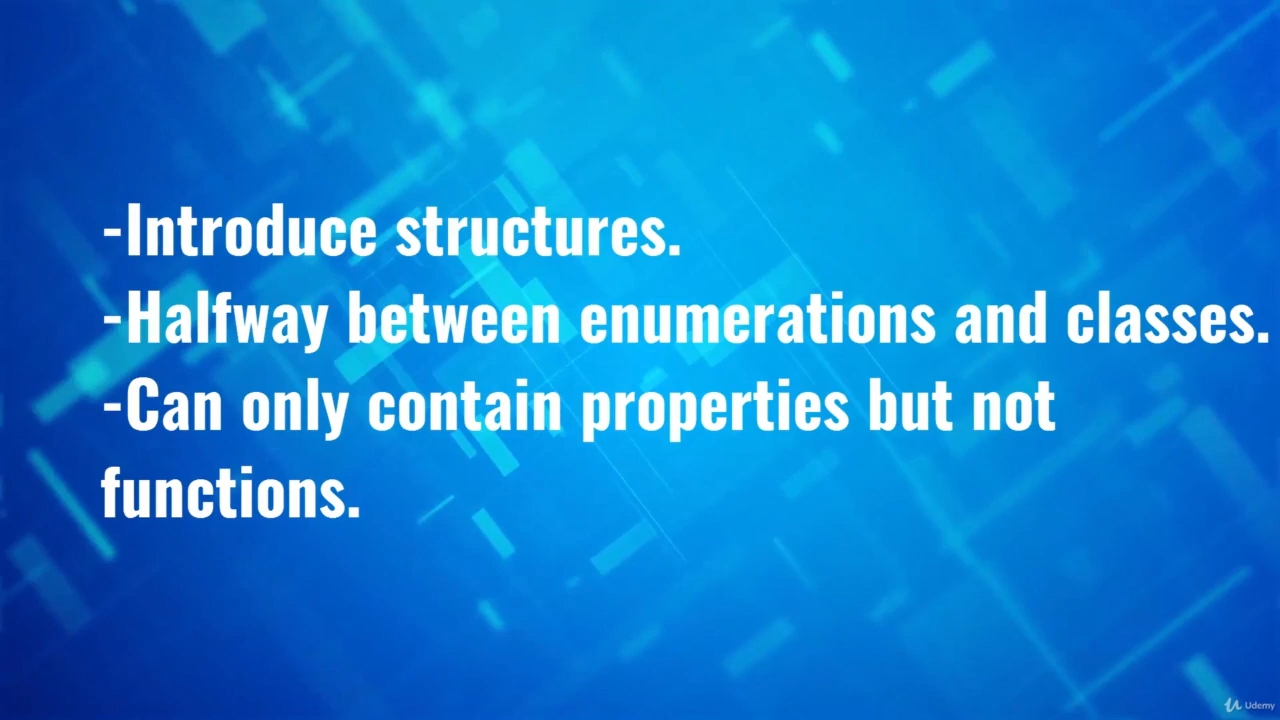 -Introduce structures.
-Halfway between enumerations and classes.
-Can only contain properties but not
functions.
Udemy